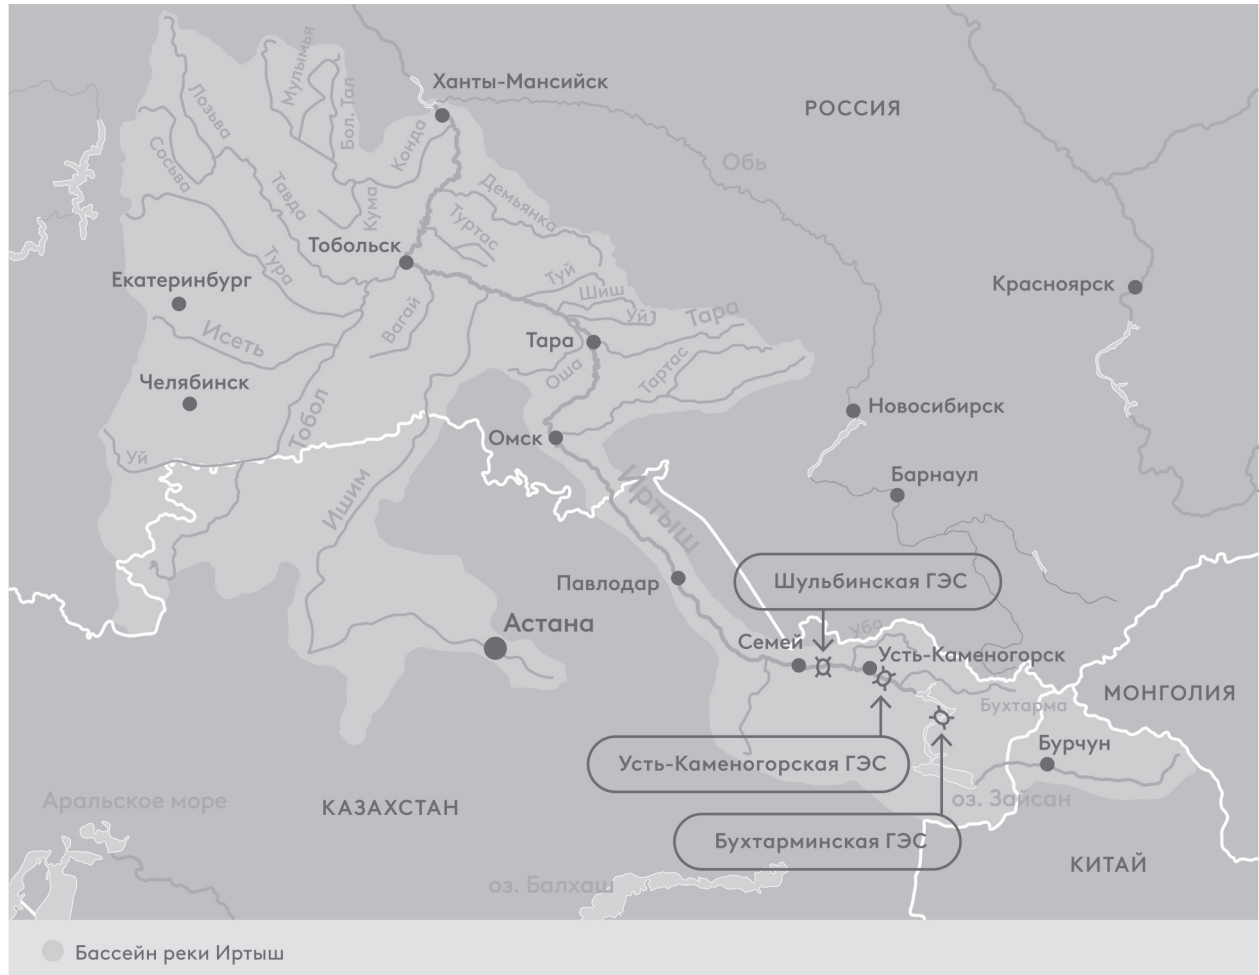 Ханты-Мансийск
РОССИЯ
Мулымья
Бол. Тал
Лозьва
Конда
Сосьва
Обь
Тавда
Кума
Демьянка
Туртас
Тобольск
Тура
Екатеринбург
Туй
Шиш
Красноярск
Вагай
Уй
Тара
Исеть
Тара
Тартас
Оша
Челябинск
Тобол
Новосибирск
Омск
Уй
Барнаул
Иртыш
Ишим
Павлодар
Шульбинская ГЭС
Астана
Уба
Семей
Усть-Каменогорск
МОНГОЛИЯ
Бухтарма
Бурчун
Усть-Каменогорская ГЭС
Аральское море
КАЗАХСТАН
оз. Зайсан
Бухтарминская ГЭС
КИТАЙ
оз. Балхаш
Бассейн реки Иртыш